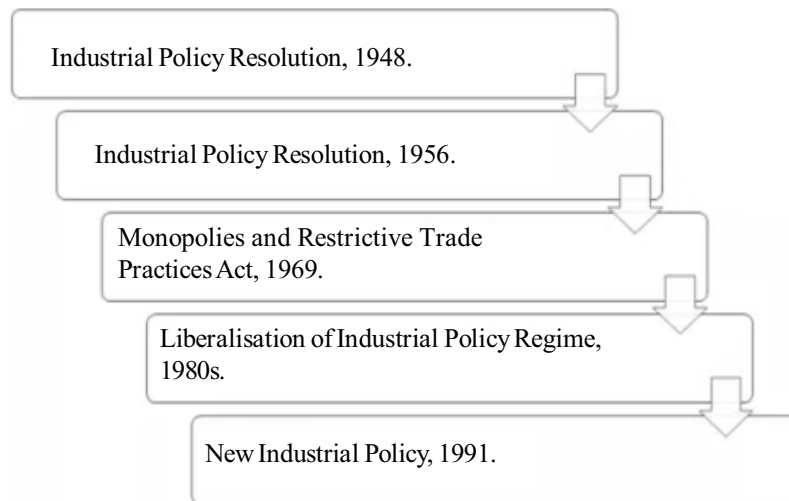 Industrial Policy Resolution, 1948.
Industrial Policy Resolution, 1956.
Monopolies and Restrictive Trade
Practices Act, 1969.
Liberalisation of Industrial Policy Regime,
1980s.
New Industrial Policy, 1991.